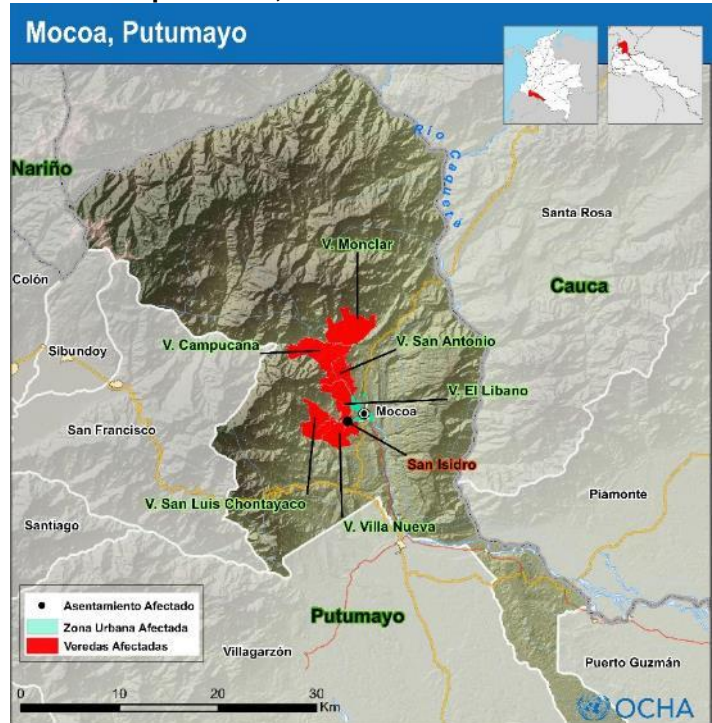 Mocoa, Putumayo
Nariño
Río Caquetá
Santa Rosa
V. Monclar
Colón
Cauca
V. Campucana
V. San Antonio
Sibundoy
V. El Libano
Mocoa
San Francisco
San Isidro
V. San Luis Chontayaco
Piamonte
V. Villa Nueva
Santiago
Asentamiento Afectado
Zona Urbana Afectada
Veredas Afectadas
Putumayo
Villagarzón
Puerto Guzmán
0 10 20 30
Km
OCHA